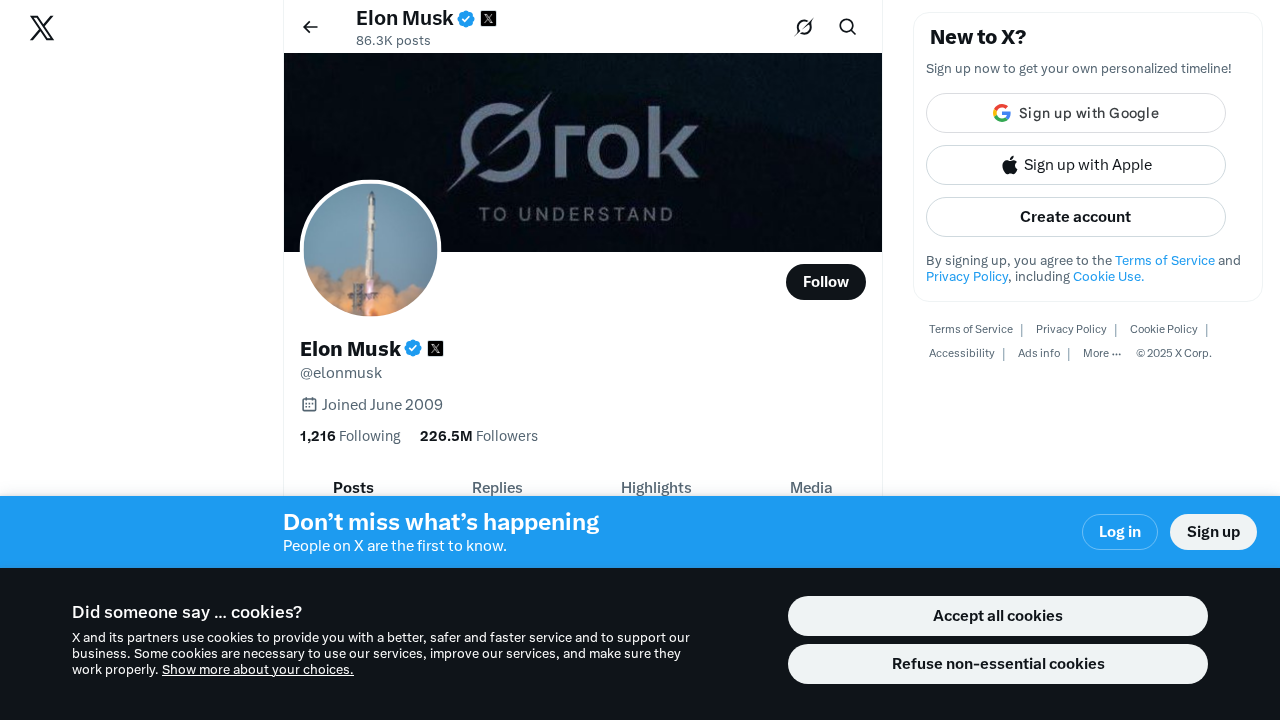 Elon Musk
86.3K posts
Ørok
TO UNDERSTAND
Follow
Elon Musk
@elonmusk
Joined June 2009
1,216 Following 226.5M Followers
Posts Replies Highlights Media
New to X?
Sign up now to get your own personalized timeline!
Sign up with Google
Sign up with Apple
Create account
By signing up, you agree to the Terms of Service and
Privacy Policy, including Cookie Use.
Terms of Service | Privacy Policy | Cookie Policy |
Accessibility | Ads info | More ··· © 2025 X Corp.
Don’t miss what’s happening
People on X are the first to know.
Log in
Sign up
Did someone say … cookies?
X and its partners use cookies to provide you with a better, safer and faster service and to support our
business. Some cookies are necessary to use our services, improve our services, and make sure they
work properly. Show more about your choices.
Accept all cookies
Refuse non-essential cookies